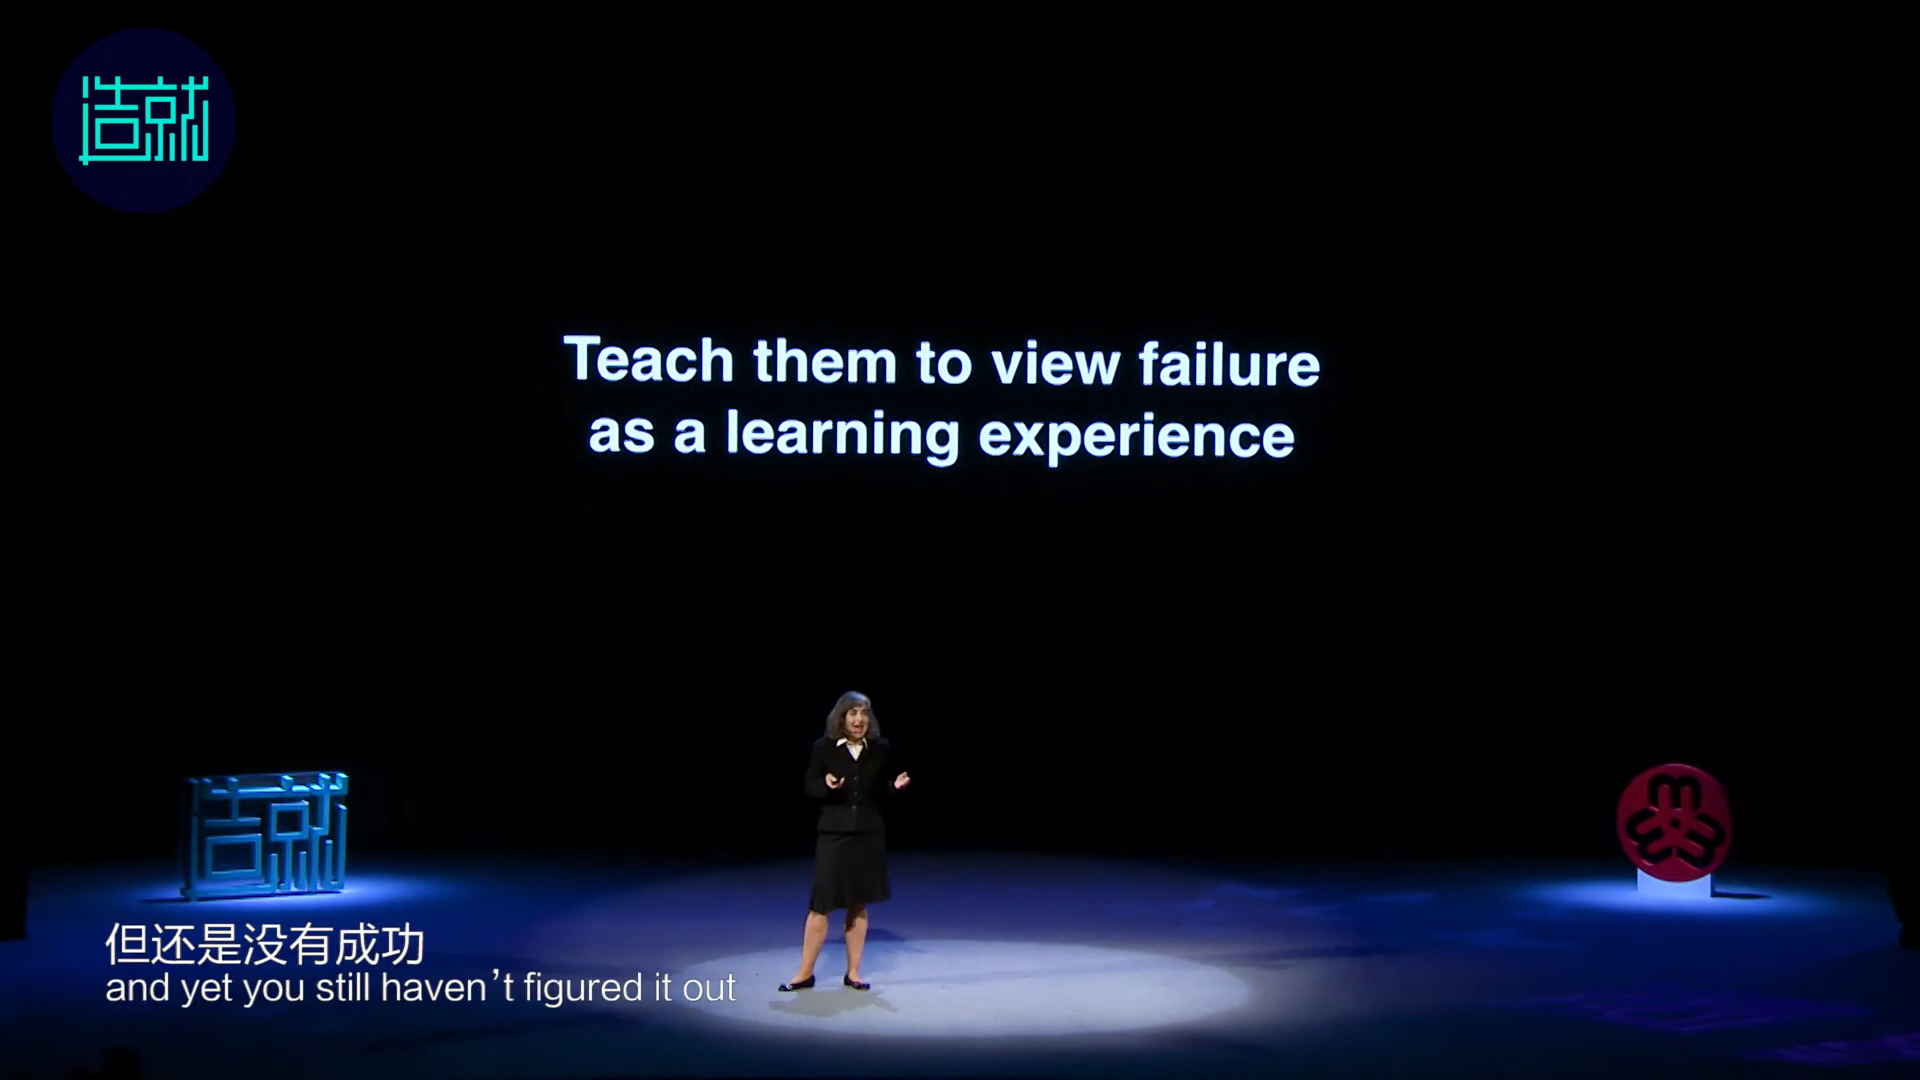 造就
Teach them to view failure
as a learning experience
造就
但还是没有成功
and yet you still haven’t figured it out